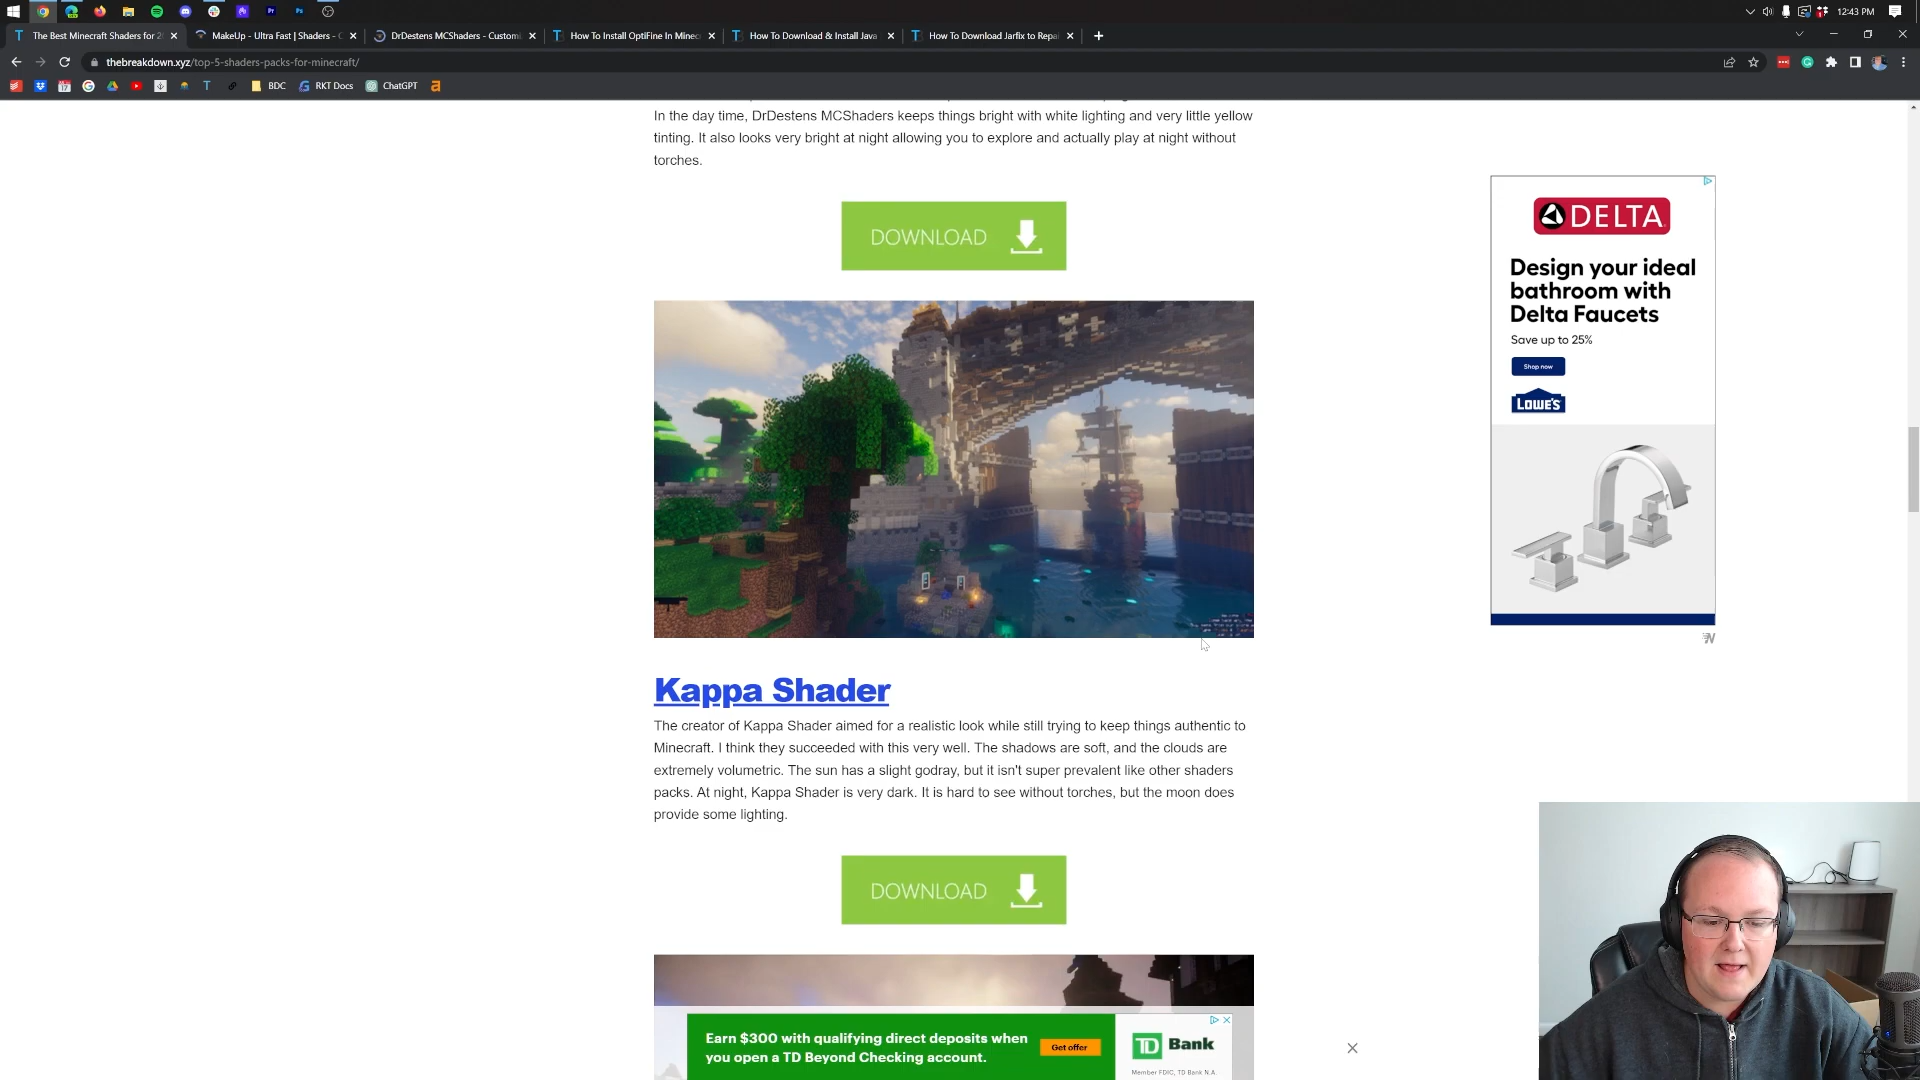 12:43 PM
The Best Minecraft Shaders for 2
MakeUp - Ultra Fast | Shaders - C
DrDestens MCShaders - Customi
How To Install OptiFine In Minec
How To Download & Install Java
How To Download Jarfix to Repai
thebreakdown.xyz/top-5-shaders-packs-for-minecraft/
BDC
RKT Docs
ChatGPT
In the day time, DrDestens MCShaders keeps things bright with white lighting and very little yellow
tinting. It also looks very bright at night allowing you to explore and actually play at night without
torches.
DOWNLOAD
DELTA
Design your ideal
bathroom with
Delta Faucets
Save up to 25%
Shop now
LOWE'S
Kappa Shader
The creator of Kappa Shader aimed for a realistic look while still trying to keep things authentic to
Minecraft. I think they succeeded with this very well. The shadows are soft, and the clouds are
extremely volumetric. The sun has a slight godray, but it isn't super prevalent like other shaders
packs. At night, Kappa Shader is very dark. It is hard to see without torches, but the moon does
provide some lighting.
DOWNLOAD
Earn $300 with qualifying direct deposits when
you open a TD Beyond Checking account.
Get offer
TD Bank
Member FDIC, TD Bank N.A.